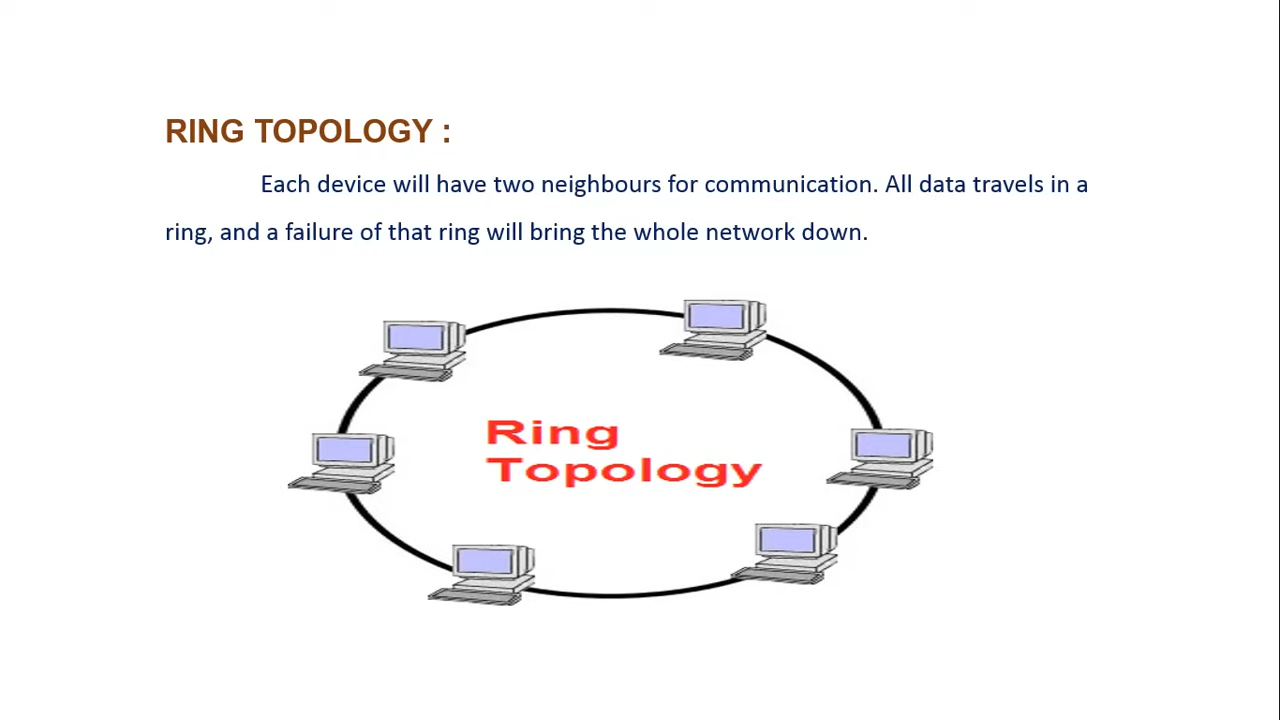 RING TOPOLOGY :
Each device will have two neighbours for communication. All data travels in a
ring, and a failure of that ring will bring the whole network down.
Ring
Topology